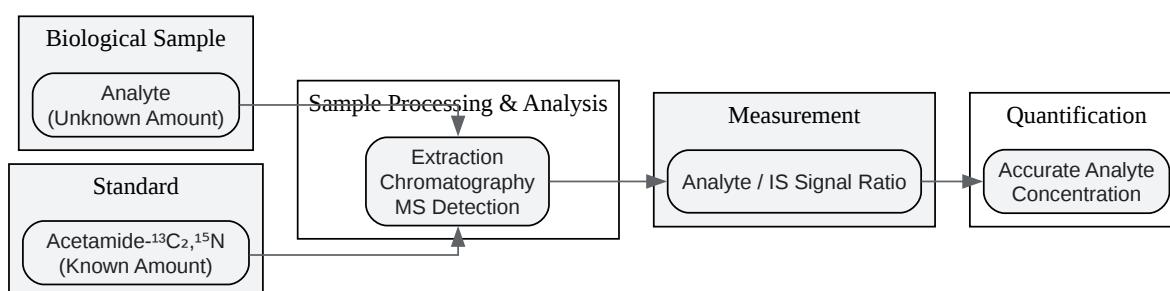 Biological Sample
Analyte
(Unknown Amount)
Standard
Acetamide-¹³C₂,¹⁵N
(Known Amount)
Sample Processing & Analysis
Extraction
Chromatography
MS Detection
Measurement
Analyte / IS Signal Ratio
Quantification
Accurate Analyte
Concentration